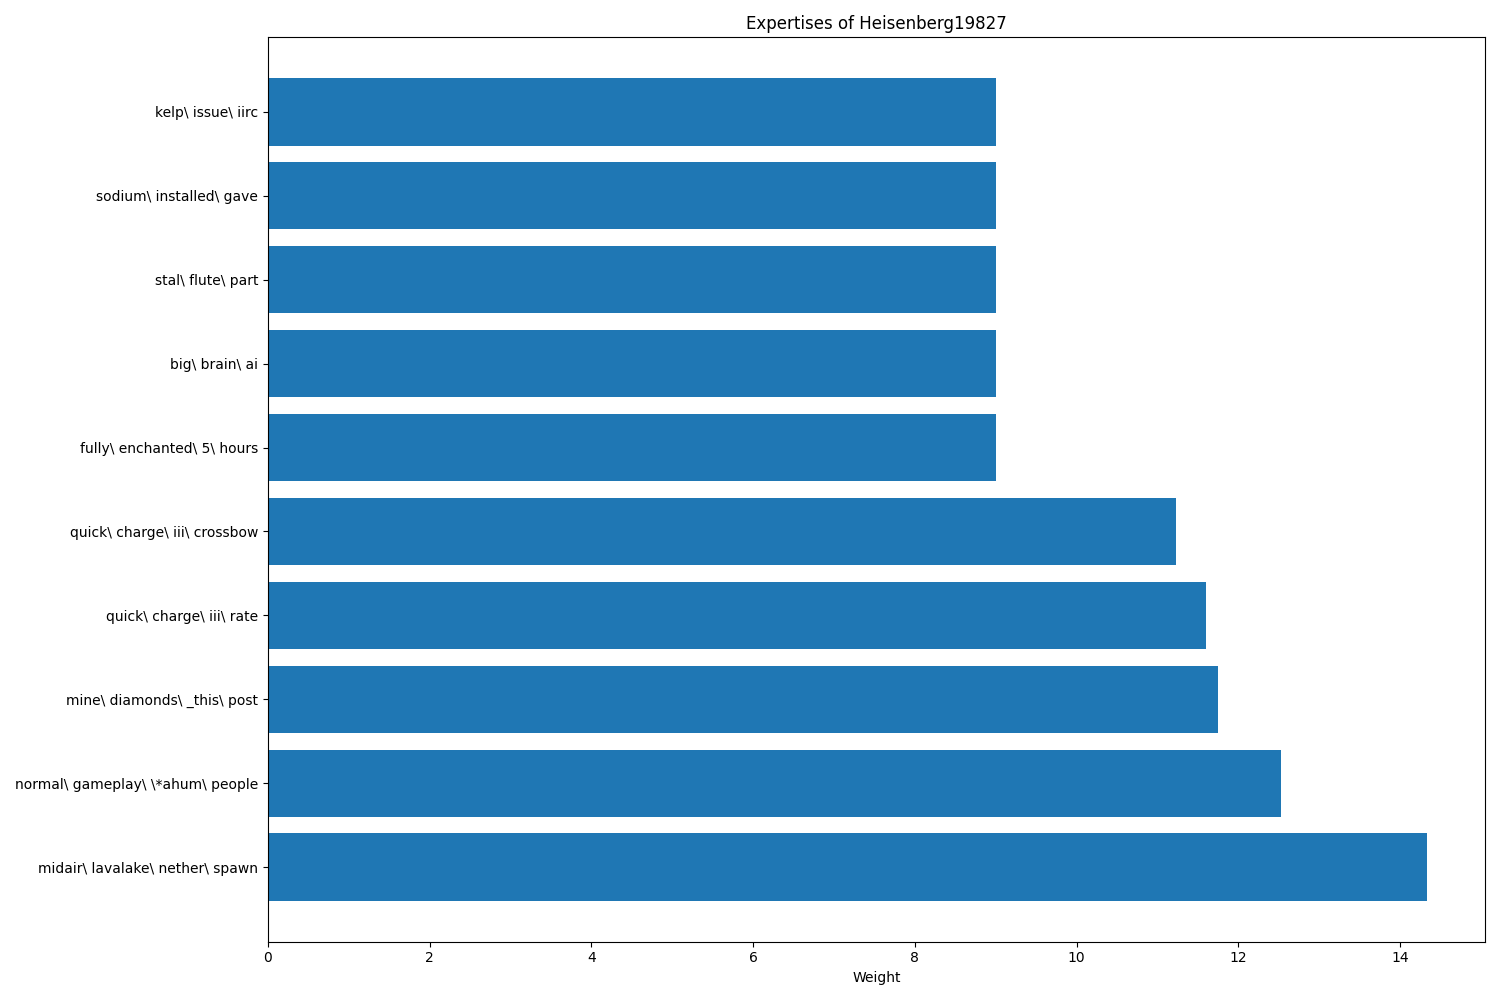 Expertises of Heisenberg19827
kelp\ issue\ iirc
sodium\ installed\ gave
stal\ flute\ part
big\ brain\ ai
fully\ enchanted\ 5\ hours
quick\ charge\ iii\ crossbow
quick\ charge\ iii\ rate
mine\ diamonds\ _this\ post
normal\ gameplay\ \*ahum\ people
midair\ lavalake\ nether\ spawn
0 2 4 6 8 10 12 14
Weight